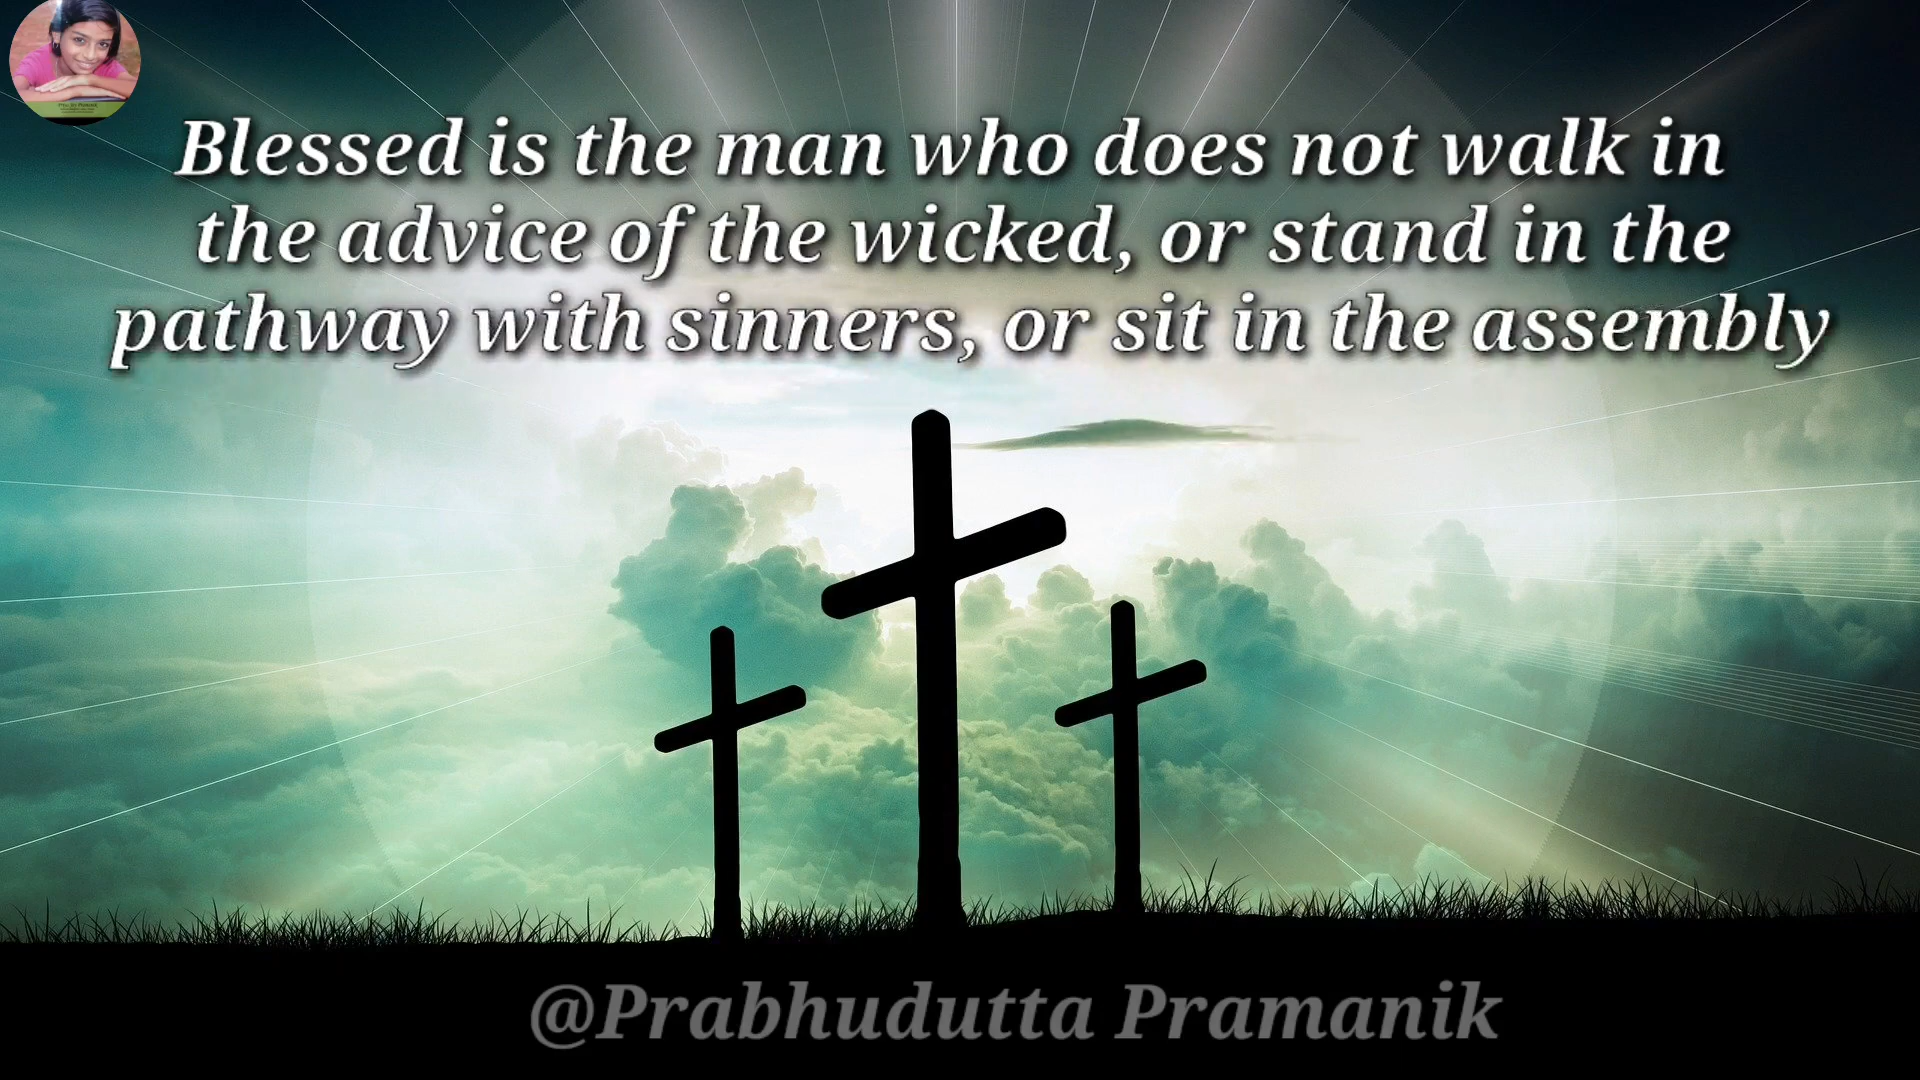 Blessed is the man who does not walk in
the advice of the wicked, or stand in the
pathway with sinners, or sit in the assembly
@Prabhudutta Pramanik